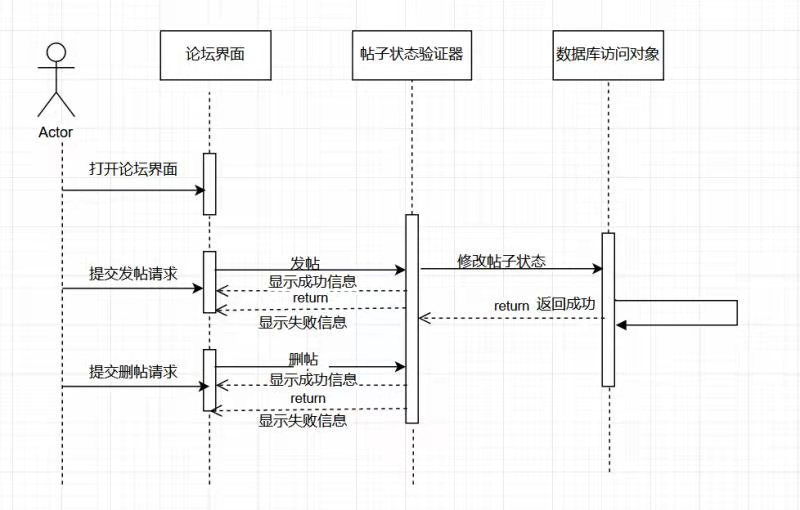 论坛界面
帖子状态验证器
数据库访问对象
Actor
打开论坛界面
发帖
修改帖子状态
提交发帖请求
显示成功信息
return
return 返回成功
显示失败信息
删帖
提交删帖请求
显示成功信息
return
显示失败信息